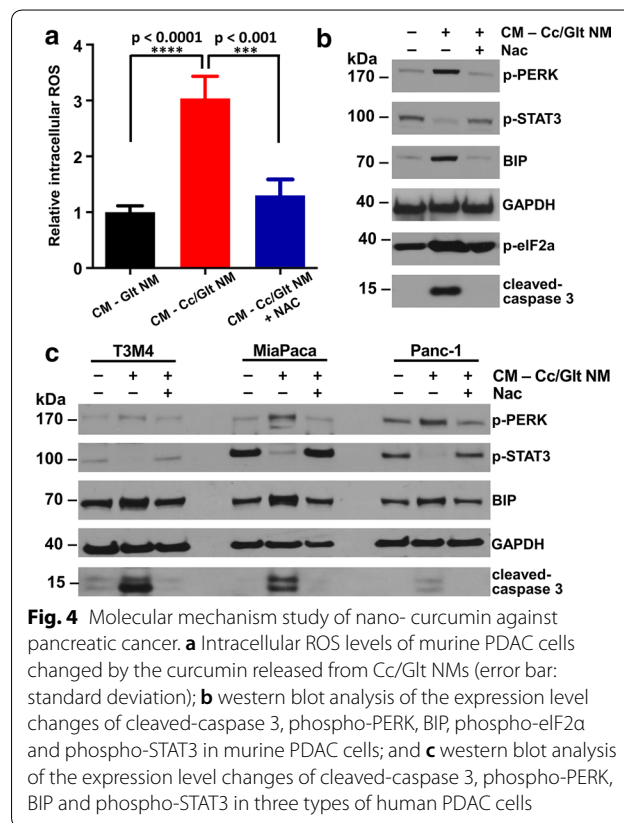 a
p < 0.0001 p < 0.001
**** ***
Relative intracellular ROS
4
3
2
1
0
CM - Glt NM
CM - Cc/Glt NM
CM - Cc/Glt NM
+ NAC
b
– + + CM – Cc/Glt NM
– – + Nac
kDa
170 – p-PERK
100 – p-STAT3
70 – BIP
40 – GAPDH
40 – p-eIF2a
15 – cleaved-
caspase 3
c
T3M4 MiaPaca Panc-1
– + + – + + – + + CM – Cc/Glt NM
– – + – – + – – + Nac
kDa
170 – p-PERK
100 – p-STAT3
70 – BIP
40 – GAPDH
15 – cleaved-
caspase 3
Fig. 4 Molecular mechanism study of nano- curcumin against
pancreatic cancer. a Intracellular ROS levels of murine PDAC cells
changed by the curcumin released from Cc/Glt NMs (error bar:
standard deviation); b western blot analysis of the expression level
changes of cleaved-caspase 3, phospho-PERK, BIP, phospho-eIF2α
and phospho-STAT3 in murine PDAC cells; and c western blot analysis
of the expression level changes of cleaved-caspase 3, phospho-PERK,
BIP and phospho-STAT3 in three types of human PDAC cells